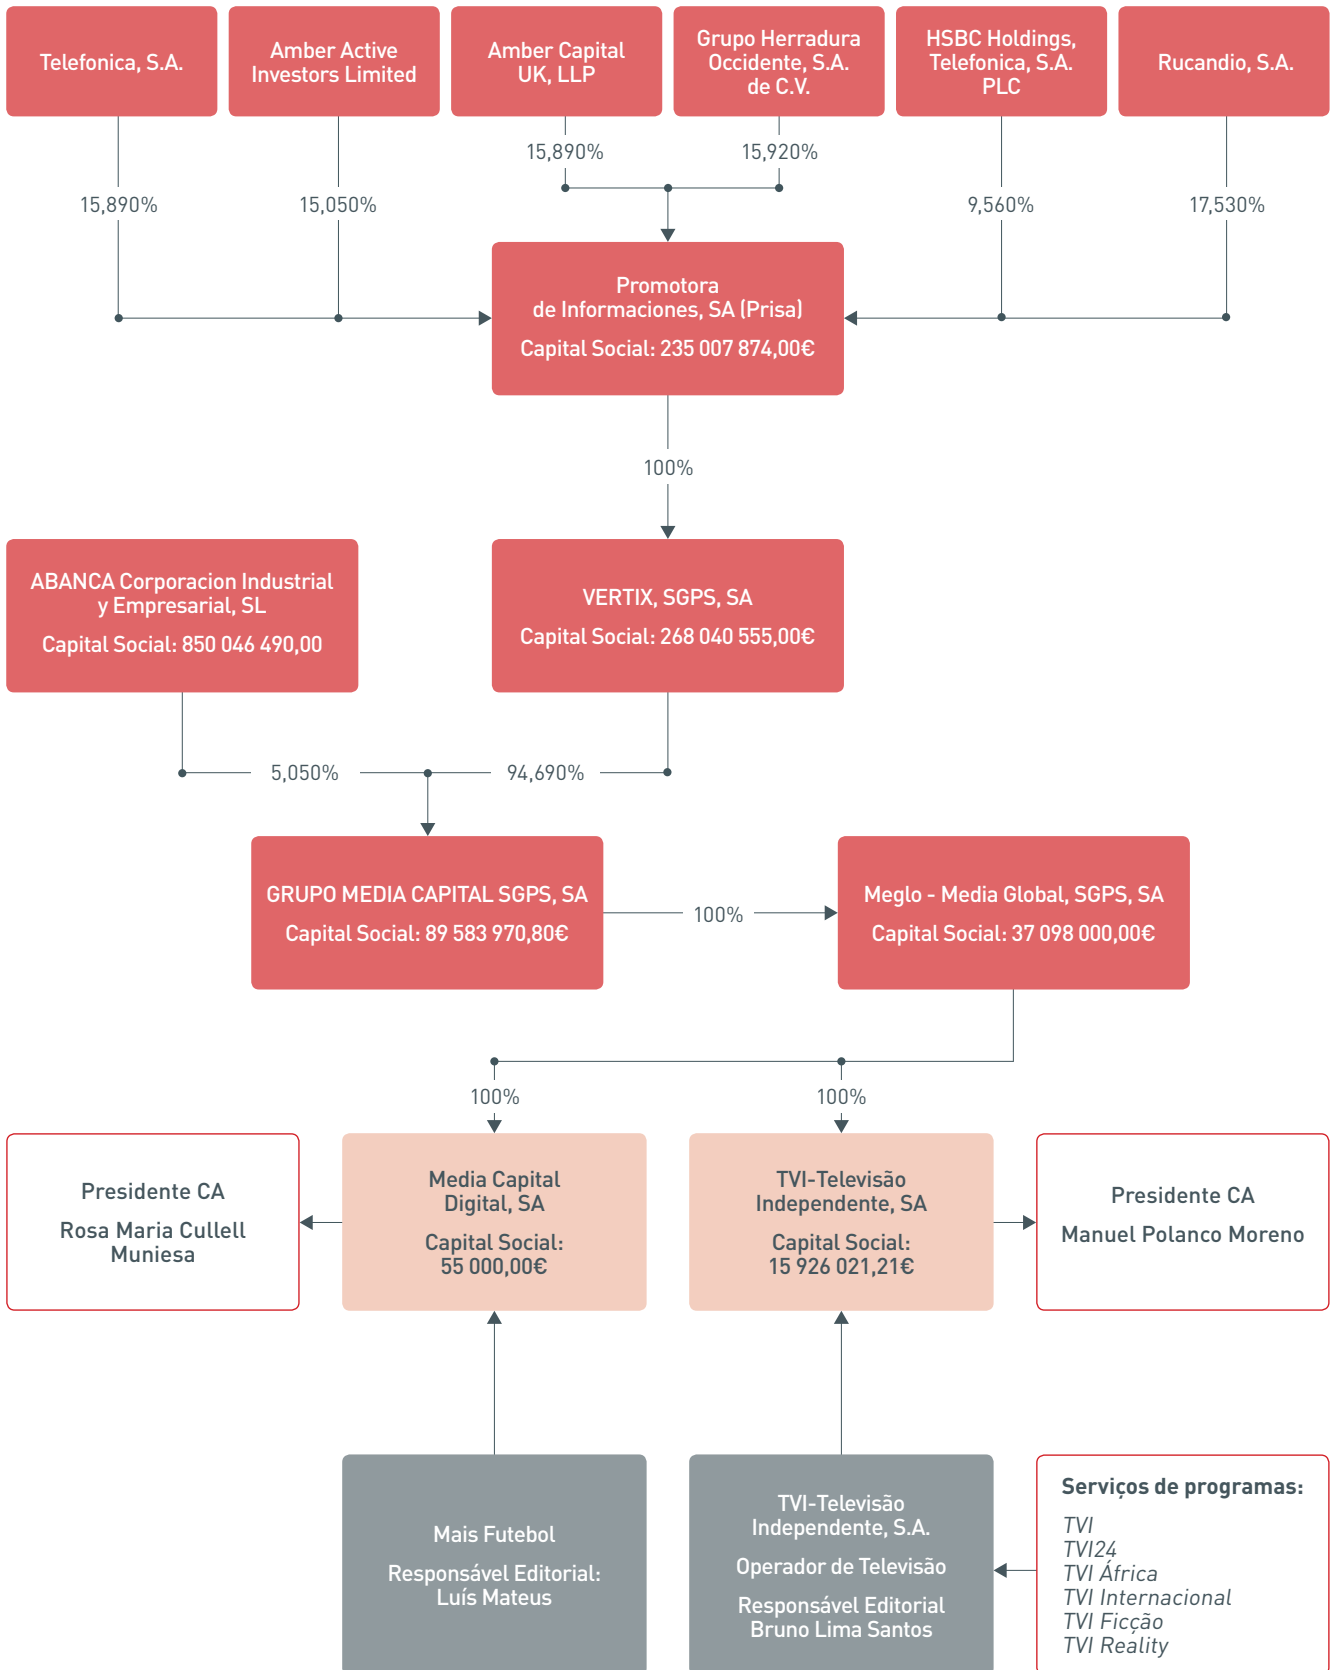 Telefonica, S.A.
Amber Active
Investors Limited
Amber Capital
UK, LLP
Grupo Herradura
Occidente, S.A.
de C.V.
HSBC Holdings,
Telefonica, S.A.
PLC
Rucandio, S.A.
15,890%
15,920%
15,890%
15,050%
9,560%
17,530%
Promotora
de Informaciones, SA (Prisa)
Capital Social: 235 007 874,00€
100%
ABANCA Corporacion Industrial
y Empresarial, SL
Capital Social: 850 046 490,00
VERTIX, SGPS, SA
Capital Social: 268 040 555,00€
5,050%
94,690%
GRUPO MEDIA CAPITAL SGPS, SA
Capital Social: 89 583 970,80€
100%
Meglo - Media Global, SGPS, SA
Capital Social: 37 098 000,00€
100%
100%
Presidente CA
Rosa Maria Cullell
Muniesa
Media Capital
Digital, SA
Capital Social:
55 000,00€
TVI-Televisão
Independente, SA
Capital Social:
15 926 021,21€
Presidente CA
Manuel Polanco Moreno
Mais Futebol
Responsável Editorial:
Luís Mateus
TVI-Televisão
Independente, S.A.
Operador de Televisão
Responsável Editorial
Bruno Lima Santos
Serviços de programas:
TVI
TVI24
TVI África
TVI Internacional
TVI Ficção
TVI Reality